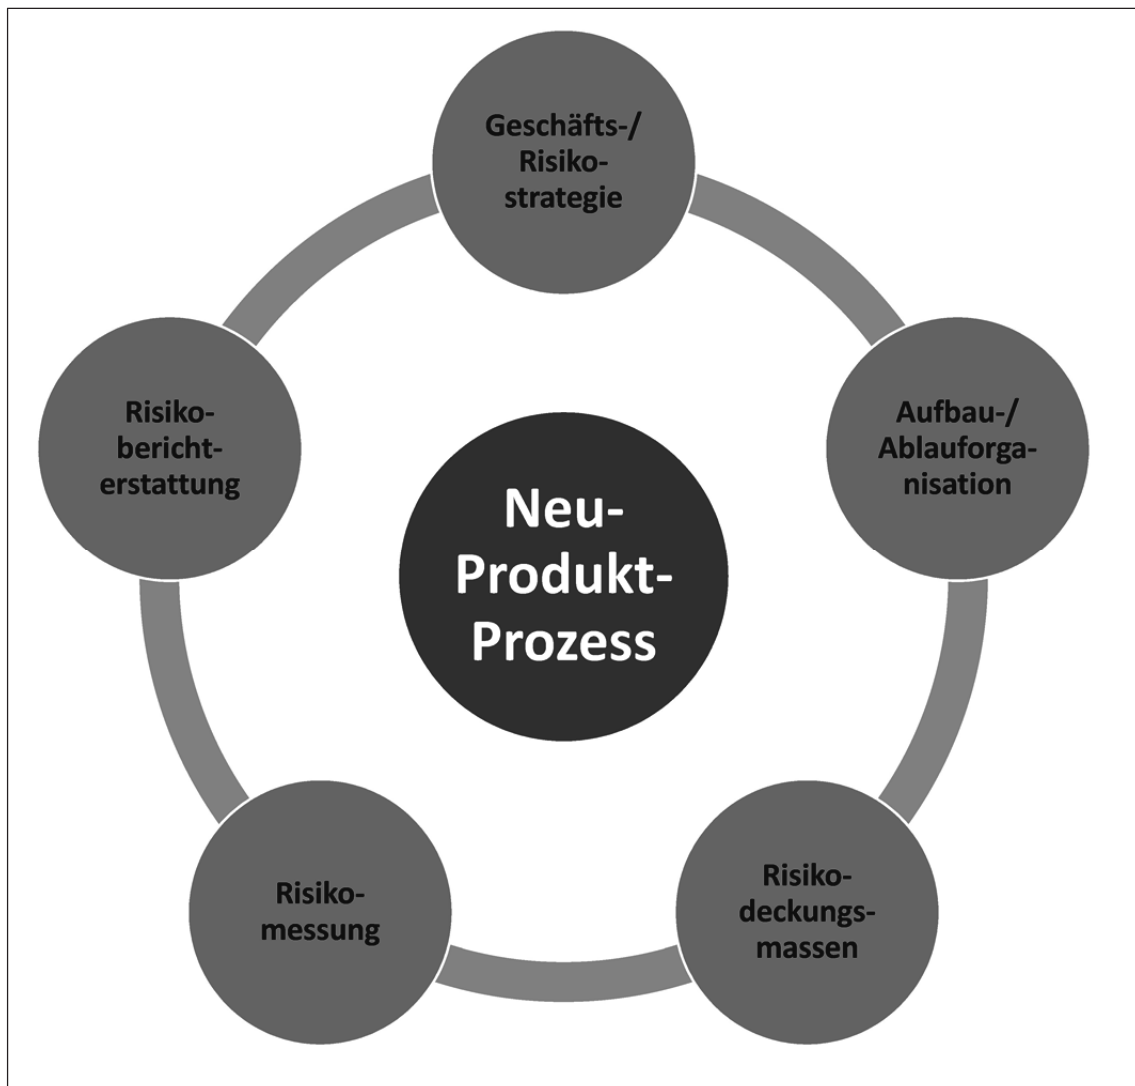 Geschäfts-/
Risiko-
strategie
Aufbau-/
Ablauforga-
nisation
Risiko-
deckungs-
massen
Risiko-
messung
Risiko-
bericht-
erstattung
Neu-
Produkt-
Prozess